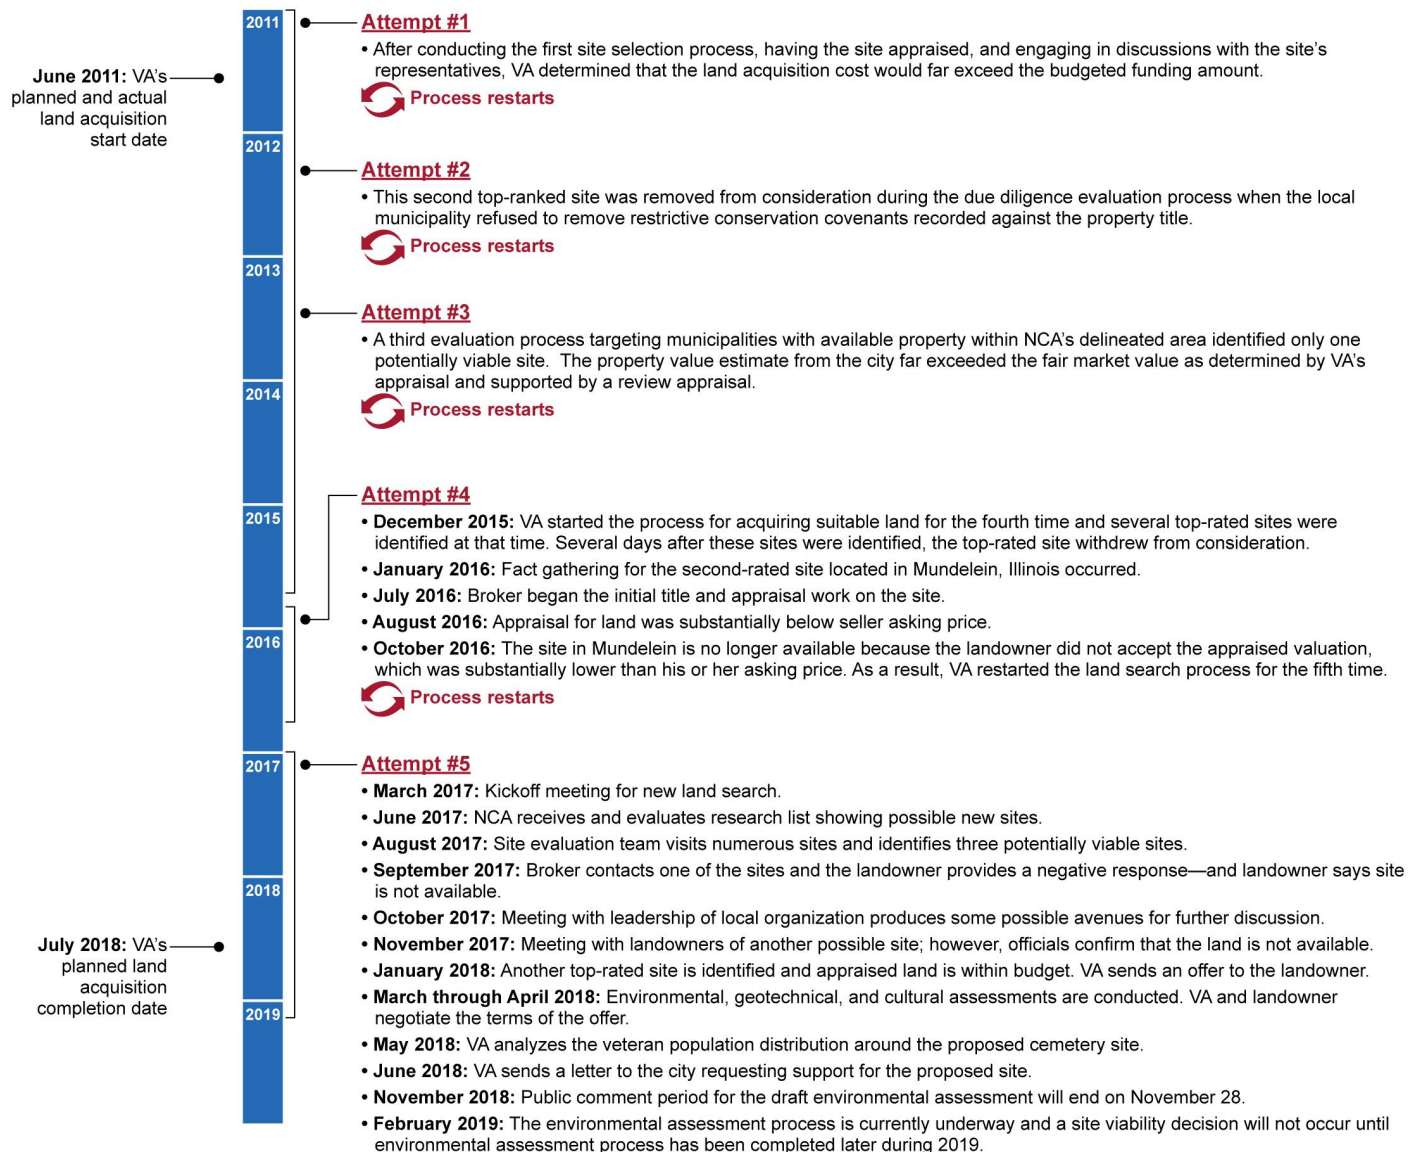 2011
June 2011: VA's
planned and actual
land acquisition
start date
Attempt #1
• After conducting the first site selection process, having the site appraised, and engaging in discussions with the site's
representatives, VA determined that the land acquisition cost would far exceed the budgeted funding amount.
Process restarts
2012
Attempt #2
• This second top-ranked site was removed from consideration during the due diligence evaluation process when the local
municipality refused to remove restrictive conservation covenants recorded against the property title.
Process restarts
2013
Attempt #3
• A third evaluation process targeting municipalities with available property within NCA's delineated area identified only one
potentially viable site. The property value estimate from the city far exceeded the fair market value as determined by VA's
appraisal and supported by a review appraisal.
Process restarts
2014
2015
Attempt #4
• December 2015: VA started the process for acquiring suitable land for the fourth time and several top-rated sites were
identified at that time. Several days after these sites were identified, the top-rated site withdrew from consideration.
• January 2016: Fact gathering for the second-rated site located in Mundelein, Illinois occurred.
• July 2016: Broker began the initial title and appraisal work on the site.
• August 2016: Appraisal for land was substantially below seller asking price.
• October 2016: The site in Mundelein is no longer available because the landowner did not accept the appraised valuation,
which was substantially lower than his or her asking price. As a result, VA restarted the land search process for the fifth time.
Process restarts
2016
2017
Attempt #5
• March 2017: Kickoff meeting for new land search.
• June 2017: NCA receives and evaluates research list showing possible new sites.
• August 2017: Site evaluation team visits numerous sites and identifies three potentially viable sites.
• September 2017: Broker contacts one of the sites and the landowner provides a negative response—and landowner says site
is not available.
• October 2017: Meeting with leadership of local organization produces some possible avenues for further discussion.
• November 2017: Meeting with landowners of another possible site; however, officials confirm that the land is not available.
• January 2018: Another top-rated site is identified and appraised land is within budget. VA sends an offer to the landowner.
• March through April 2018: Environmental, geotechnical, and cultural assessments are conducted. VA and landowner
negotiate the terms of the offer.
• May 2018: VA analyzes the veteran population distribution around the proposed cemetery site.
• June 2018: VA sends a letter to the city requesting support for the proposed site.
• November 2018: Public comment period for the draft environmental assessment will end on November 28.
• February 2019: The environmental assessment process is currently underway and a site viability decision will not occur until
environmental assessment process has been completed later during 2019.
2018
July 2018: VA's
planned land
acquisition
completion date
2019